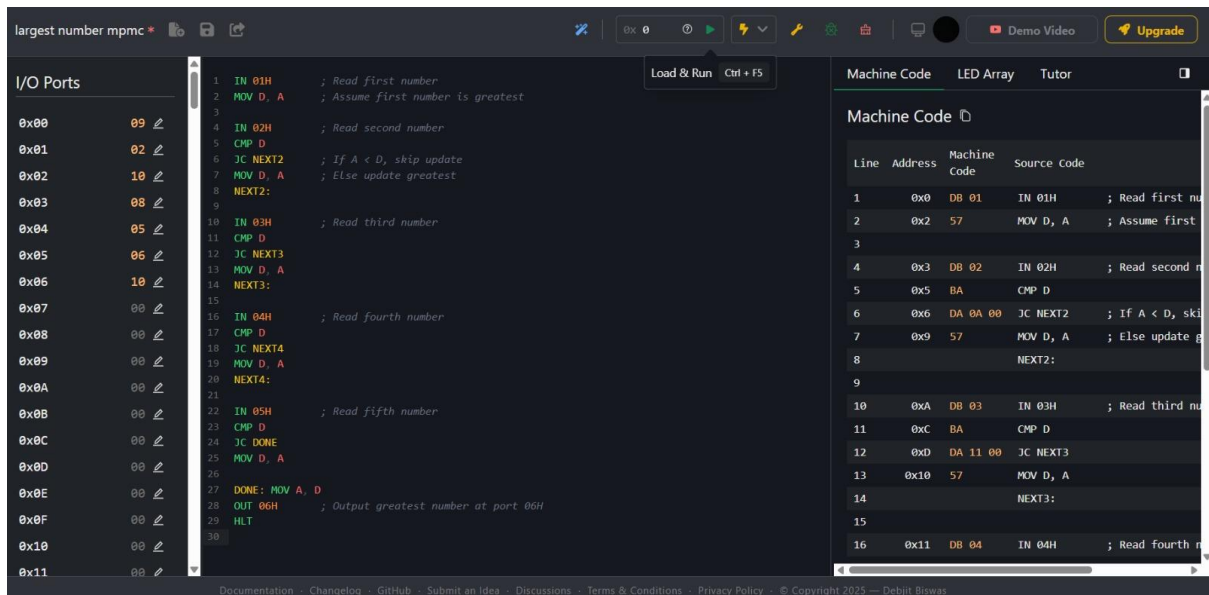 largest number mpmc *
0x 0
Demo Video
Upgrade
Load & Run Ctrl + F5
I/O Ports
0x00 09
0x01 02
0x02 10
0x03 08
0x04 05
0x05 06
0x06 10
0x07 00
0x08 00
0x09 00
0x0A 00
0x0B 00
0x0C 00
0x0D 00
0x0E 00
0x0F 00
0x10 00
0x11 00
1 IN 01H ; Read first number
2 MOV D, A ; Assume first number is greatest
3
4 IN 02H ; Read second number
5 CMP D
6 JC NEXT2 ; If A < D, skip update
7 MOV D, A ; Else update greatest
8 NEXT2:
9
10 IN 03H ; Read third number
11 CMP D
12 JC NEXT3
13 MOV D, A
14 NEXT3:
15
16 IN 04H ; Read fourth number
17 CMP D
18 JC NEXT4
19 MOV D, A
20 NEXT4:
21
22 IN 05H ; Read fifth number
23 CMP D
24 JC DONE
25 MOV D, A
26
27 DONE: MOV A, D
28 OUT 06H ; Output greatest number at port 06H
29 HLT
30
Machine Code LED Array Tutor
Machine Code
Line Address Machine Code Source Code
1 0x0 DB 01 IN 01H ; Read first nu
2 0x2 57 MOV D, A ; Assume first
3
4 0x3 DB 02 IN 02H ; Read second n
5 0x5 BA CMP D
6 0x6 DA 0A 00 JC NEXT2 ; If A < D, ski
7 0x9 57 MOV D, A ; Else update g
8 NEXT2:
9
10 0xA DB 03 IN 03H ; Read third nu
11 0xC BA CMP D
12 0xD DA 11 00 JC NEXT3
13 0x10 57 MOV D, A
14 NEXT3:
15
16 0x11 DB 04 IN 04H ; Read fourth n
Documentation - Changelog - GitHub - Submit an Idea - Discussions - Terms & Conditions - Privacy Policy - © Copyright 2025 — Debjit Biswas